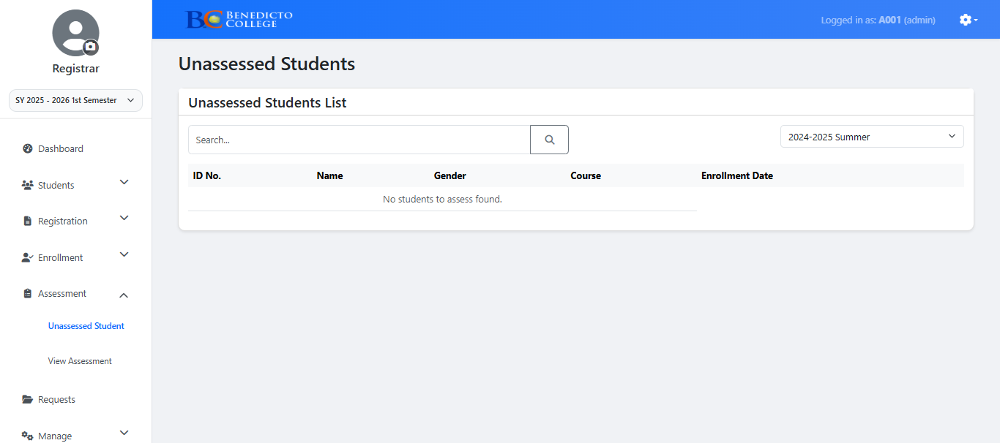 Registrar
SY 2025 - 2026 1st Semester
Dashboard
Students
Registration
Enrollment
Assessment
Unassessed Student
View Assessment
Requests
Manage
BC BENEDICTO
COLLEGE
Logged in as: A001 (admin)
Unassessed Students
Unassessed Students List
Search...
2024-2025 Summer
ID No. Name Gender Course Enrollment Date
No students to assess found.